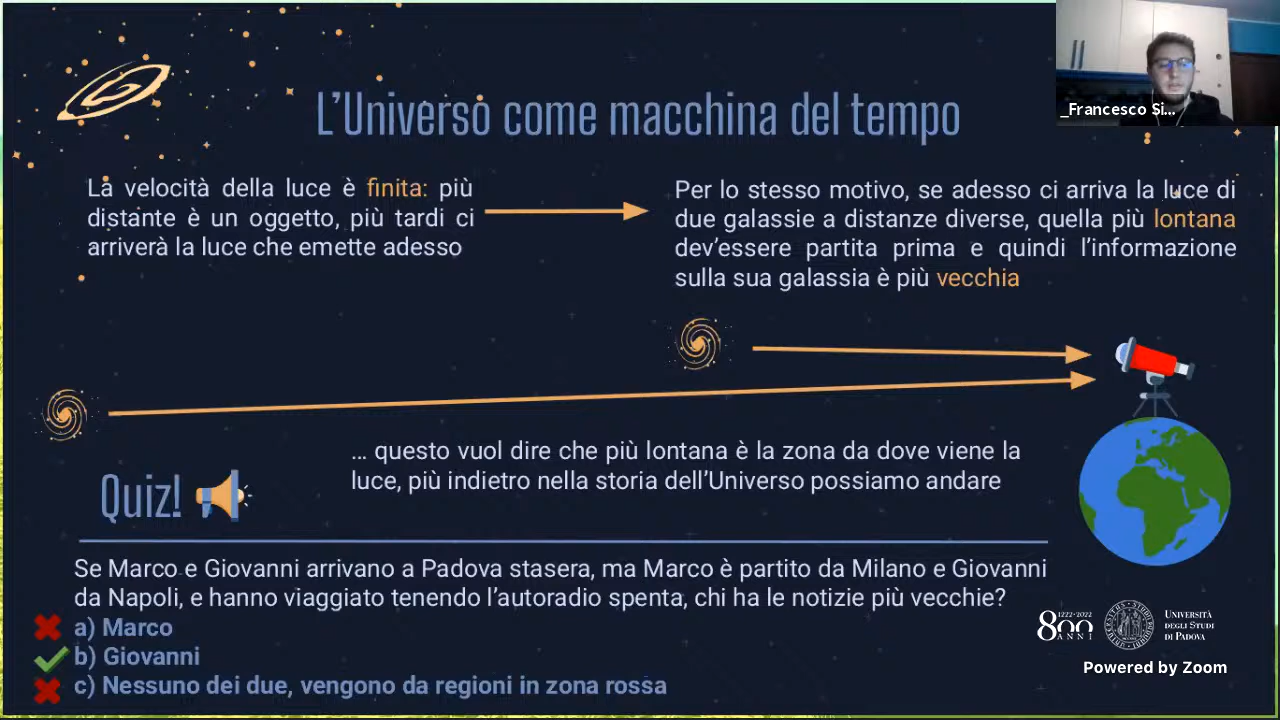 L'Universo come macchina del tempo
_Francesco Si...
La velocità della luce è finita: più
distante è un oggetto, più tardi ci
arriverà la luce che emette adesso
Per lo stesso motivo, se adesso ci arriva la luce di
due galassie a distanze diverse, quella più lontana
dev'essere partita prima e quindi l'informazione
sulla sua galassia è più vecchia
... questo vuol dire che più lontana è la zona da dove viene la
luce, più indietro nella storia dell'Universo possiamo andare
Quiz!
Se Marco e Giovanni arrivano a Padova stasera, ma Marco è partito da Milano e Giovanni
da Napoli, e hanno viaggiato tenendo l'autoradio spenta, chi ha le notizie più vecchie?
a) Marco
b) Giovanni
c) Nessuno dei due, vengono da regioni in zona rossa
1222•2022
800
ANNI
UNIVERSITÀ
DEGLI STUDI
DI PADOVA
Powered by Zoom